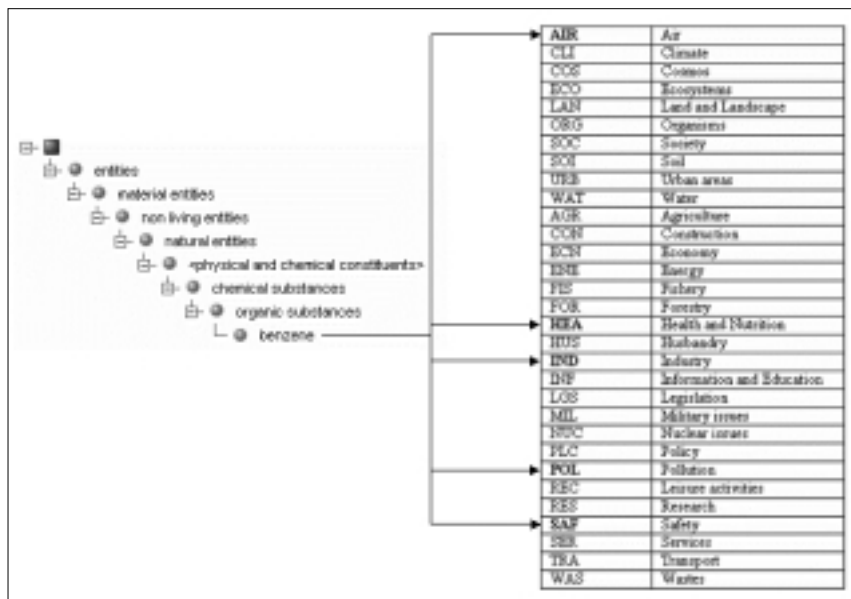 entities
material entities
non living entities
natural entities
<physical and chemical constituents>
chemical substances
organic substances
benzene
AIR Air
CLI Climate
COS Cosmos
ECO Ecosystems
LAN Land and Landscape
ORG Organisms
SOC Society
SOI Soil
URB Urban areas
WAT Water
AGR Agriculture
CON Construction
ECN Economy
ENE Energy
FIS Fishery
FOR Forestry
HEA Health and Nutrition
HUS Husbandry
IND Industry
INF Information and Education
LGS Legislation
MIL Military issues
NUC Nuclear issues
PLC Policy
POL Pollution
REC Leisure activities
RES Research
SAF Safety
SER Services
TRA Transport
WAS Wastes